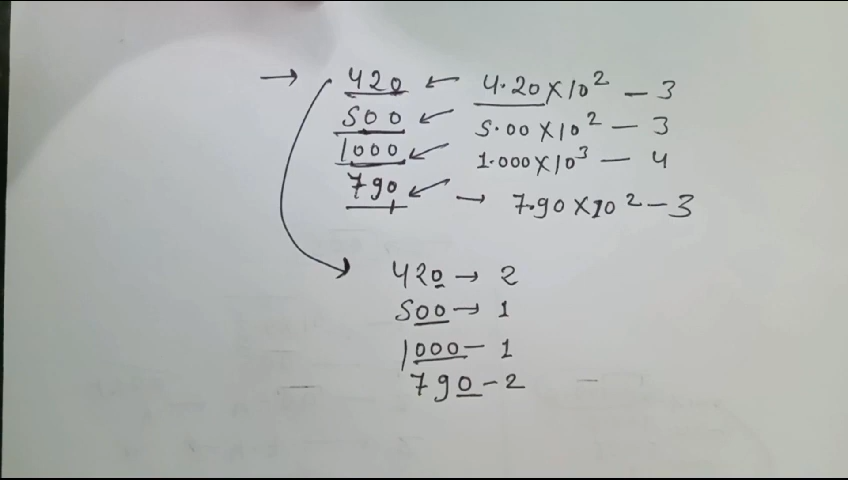 → 420 ← 4.20×10² – 3
500 ← 5.00×10² – 3
1000 ← 1.000×10³ – 4
790 ← → 7.90×10² – 3
420 → 2
500 → 1
1000 – 1
790 – 2